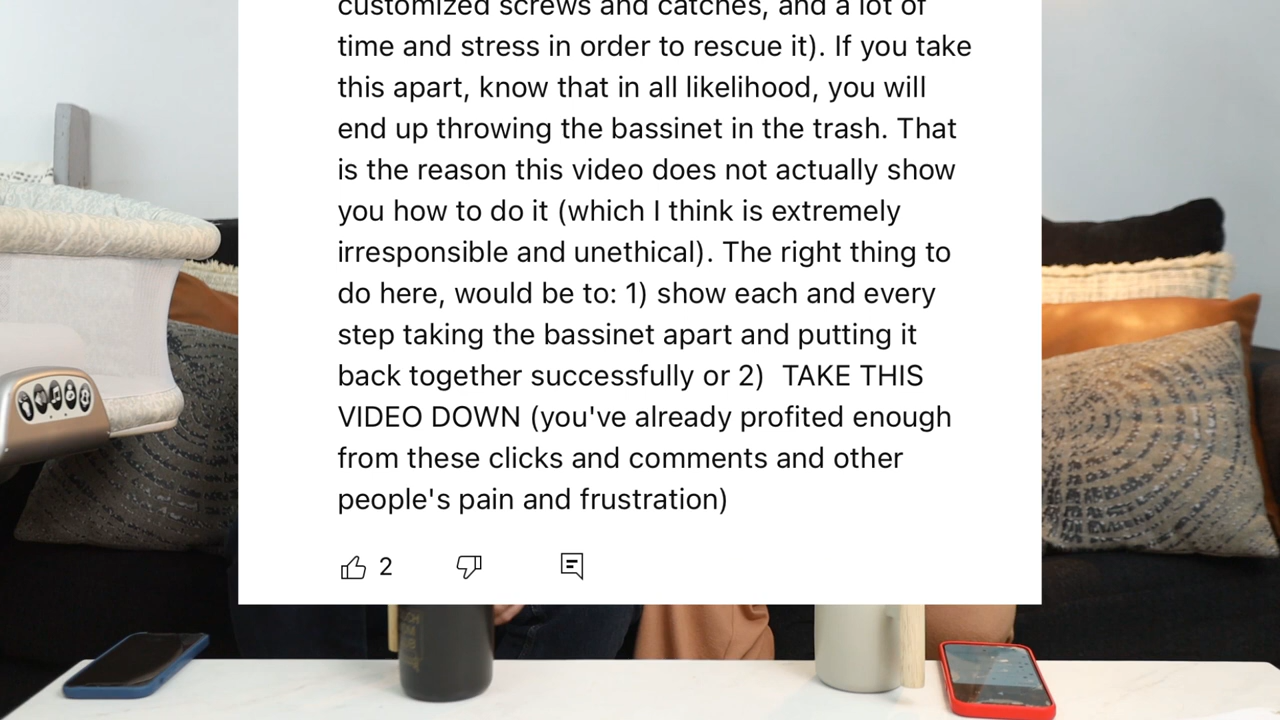 customized screws and catches, and a lot of
time and stress in order to rescue it). If you take
this apart, know that in all likelihood, you will
end up throwing the bassinet in the trash. That
is the reason this video does not actually show
you how to do it (which I think is extremely
irresponsible and unethical). The right thing to
do here, would be to: 1) show each and every
step taking the bassinet apart and putting it
back together successfully or 2)  TAKE THIS
VIDEO DOWN (you've already profited enough
from these clicks and comments and other
people's pain and frustration)
2